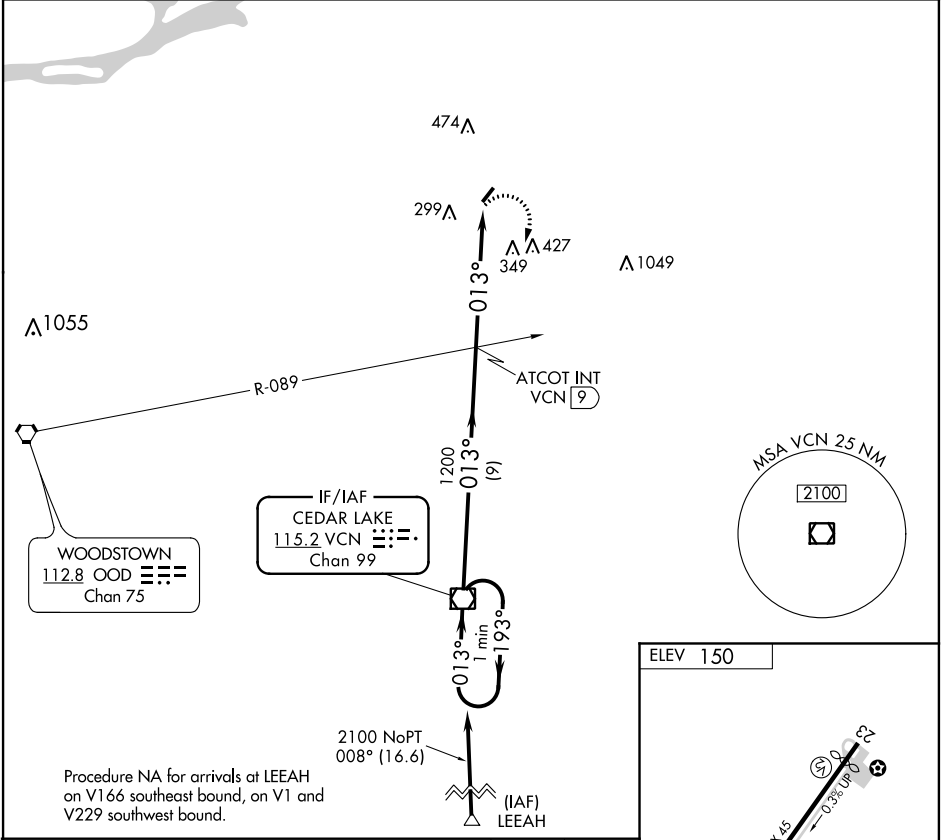 474
299
427
349
1049
1055
013°
R-089
ATCOT INT
VCN 9
1200
013°
(9)
MSA VCN 25 NM
2100
IF/IAF
CEDAR LAKE
115.2 VCN
Chan 99
WOODSTOWN
112.8 OOD
Chan 75
013°
1 min
193°
ELEV 150
2100 NoPT
008° (16.6)
(IAF)
LEEAH
Procedure NA for arrivals at LEEAH
on V166 southeast bound, on V1 and
V229 southwest bound.
23
0.3% UP
X 45